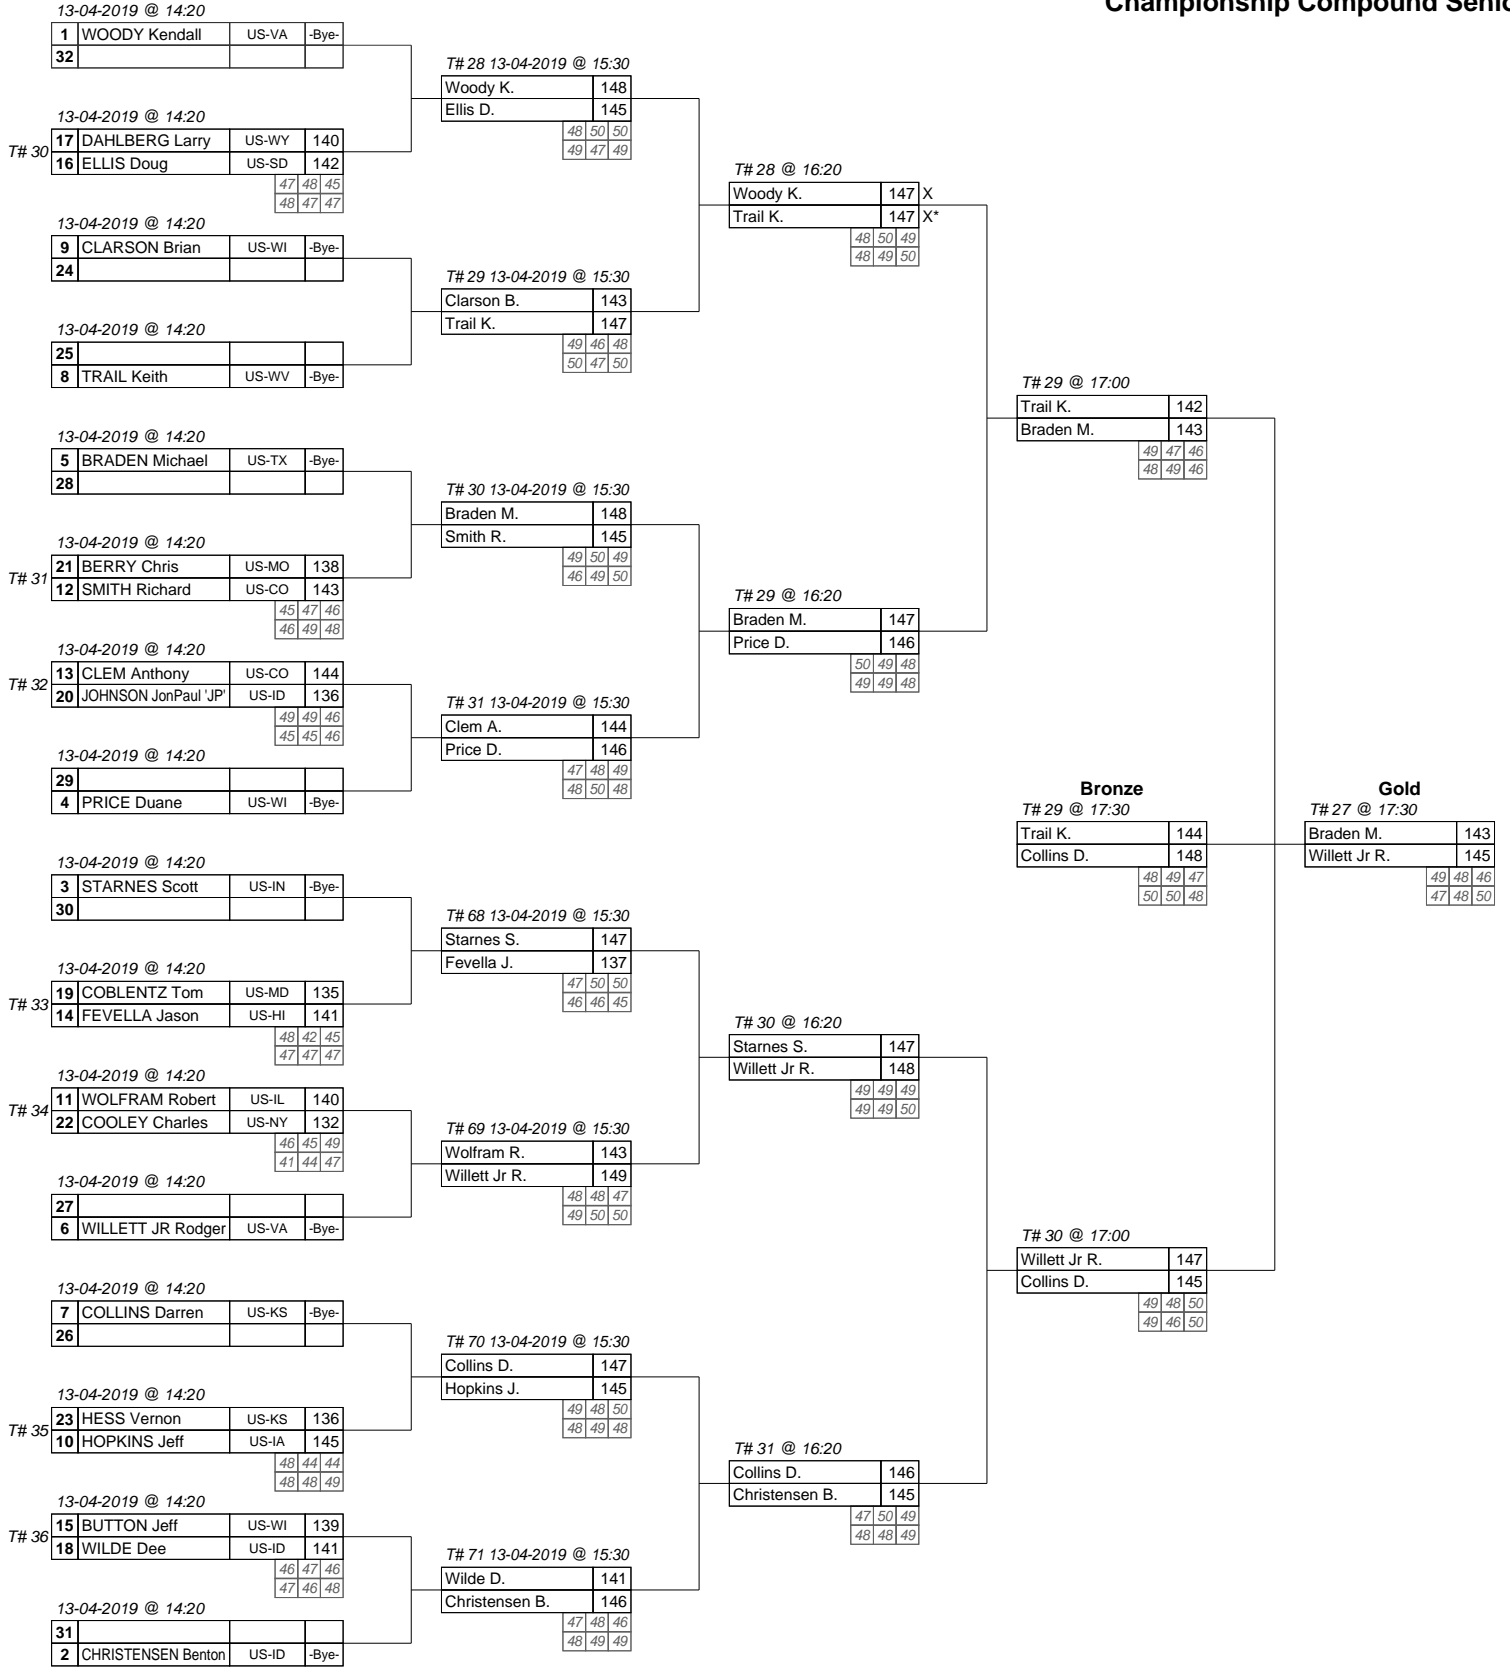 Championship Compound Senio
13-04-2019 @ 14:20
1 WOODY Kendall US-VA -Bye-
32
13-04-2019 @ 14:20
T# 30
17 DAHLBERG Larry US-WY 140
16 ELLIS Doug US-SD 142
47 48 45
48 47 47
13-04-2019 @ 14:20
9 CLARSON Brian US-WI -Bye-
24
13-04-2019 @ 14:20
25
8 TRAIL Keith US-WV -Bye-
13-04-2019 @ 14:20
5 BRADEN Michael US-TX -Bye-
28
13-04-2019 @ 14:20
T# 31
21 BERRY Chris US-MO 138
12 SMITH Richard US-CO 143
45 47 46
46 49 48
13-04-2019 @ 14:20
T# 32
13 CLEM Anthony US-CO 144
20 JOHNSON JonPaul 'JP' US-ID 136
49 49 46
45 45 46
13-04-2019 @ 14:20
29
4 PRICE Duane US-WI -Bye-
13-04-2019 @ 14:20
3 STARNES Scott US-IN -Bye-
30
13-04-2019 @ 14:20
T# 33
19 COBLENTZ Tom US-MD 135
14 FEVELLA Jason US-HI 141
48 42 45
47 47 47
13-04-2019 @ 14:20
T# 34
11 WOLFRAM Robert US-IL 140
22 COOLEY Charles US-NY 132
46 45 49
41 44 47
13-04-2019 @ 14:20
27
6 WILLETT JR Rodger US-VA -Bye-
13-04-2019 @ 14:20
7 COLLINS Darren US-KS -Bye-
26
13-04-2019 @ 14:20
T# 35
23 HESS Vernon US-KS 136
10 HOPKINS Jeff US-IA 145
48 44 44
48 48 49
13-04-2019 @ 14:20
T# 36
15 BUTTON Jeff US-WI 139
18 WILDE Dee US-ID 141
46 47 46
47 46 48
13-04-2019 @ 14:20
31
2 CHRISTENSEN Benton US-ID -Bye-
T# 28 13-04-2019 @ 15:30
Woody K. 148
Ellis D. 145
48 50 50
49 47 49
T# 29 13-04-2019 @ 15:30
Clarson B. 143
Trail K. 147
49 46 48
50 47 50
T# 30 13-04-2019 @ 15:30
Braden M. 148
Smith R. 145
49 50 49
46 49 50
T# 31 13-04-2019 @ 15:30
Clem A. 144
Price D. 146
47 48 49
48 50 48
T# 68 13-04-2019 @ 15:30
Starnes S. 147
Fevella J. 137
47 50 50
46 46 45
T# 69 13-04-2019 @ 15:30
Wolfram R. 143
Willett Jr R. 149
48 48 47
49 50 50
T# 70 13-04-2019 @ 15:30
Collins D. 147
Hopkins J. 145
49 48 50
48 49 48
T# 71 13-04-2019 @ 15:30
Wilde D. 141
Christensen B. 146
47 48 46
48 49 49
T# 28 @ 16:20
Woody K. 147 X
Trail K. 147 X*
48 50 49
48 49 50
T# 29 @ 16:20
Braden M. 147
Price D. 146
50 49 48
49 49 48
T# 30 @ 16:20
Starnes S. 147
Willett Jr R. 148
49 49 49
49 49 50
T# 31 @ 16:20
Collins D. 146
Christensen B. 145
47 50 49
48 48 49
T# 29 @ 17:00
Trail K. 142
Braden M. 143
49 47 46
48 49 46
T# 30 @ 17:00
Willett Jr R. 147
Collins D. 145
49 48 50
49 46 50
Bronze
T# 29 @ 17:30
Trail K. 144
Collins D. 148
48 49 47
50 50 48
Gold
T# 27 @ 17:30
Braden M. 143
Willett Jr R. 145
49 48 46
47 48 50